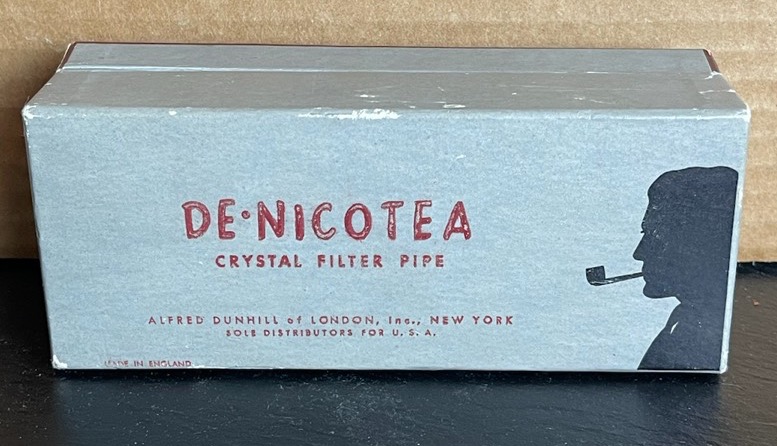 DE·NICOTEA
CRYSTAL FILTER PIPE
ALFRED DUNHILL of LONDON, Inc., NEW YORK
SOLE DISTRIBUTORS FOR U. S. A.
MADE IN ENGLAND